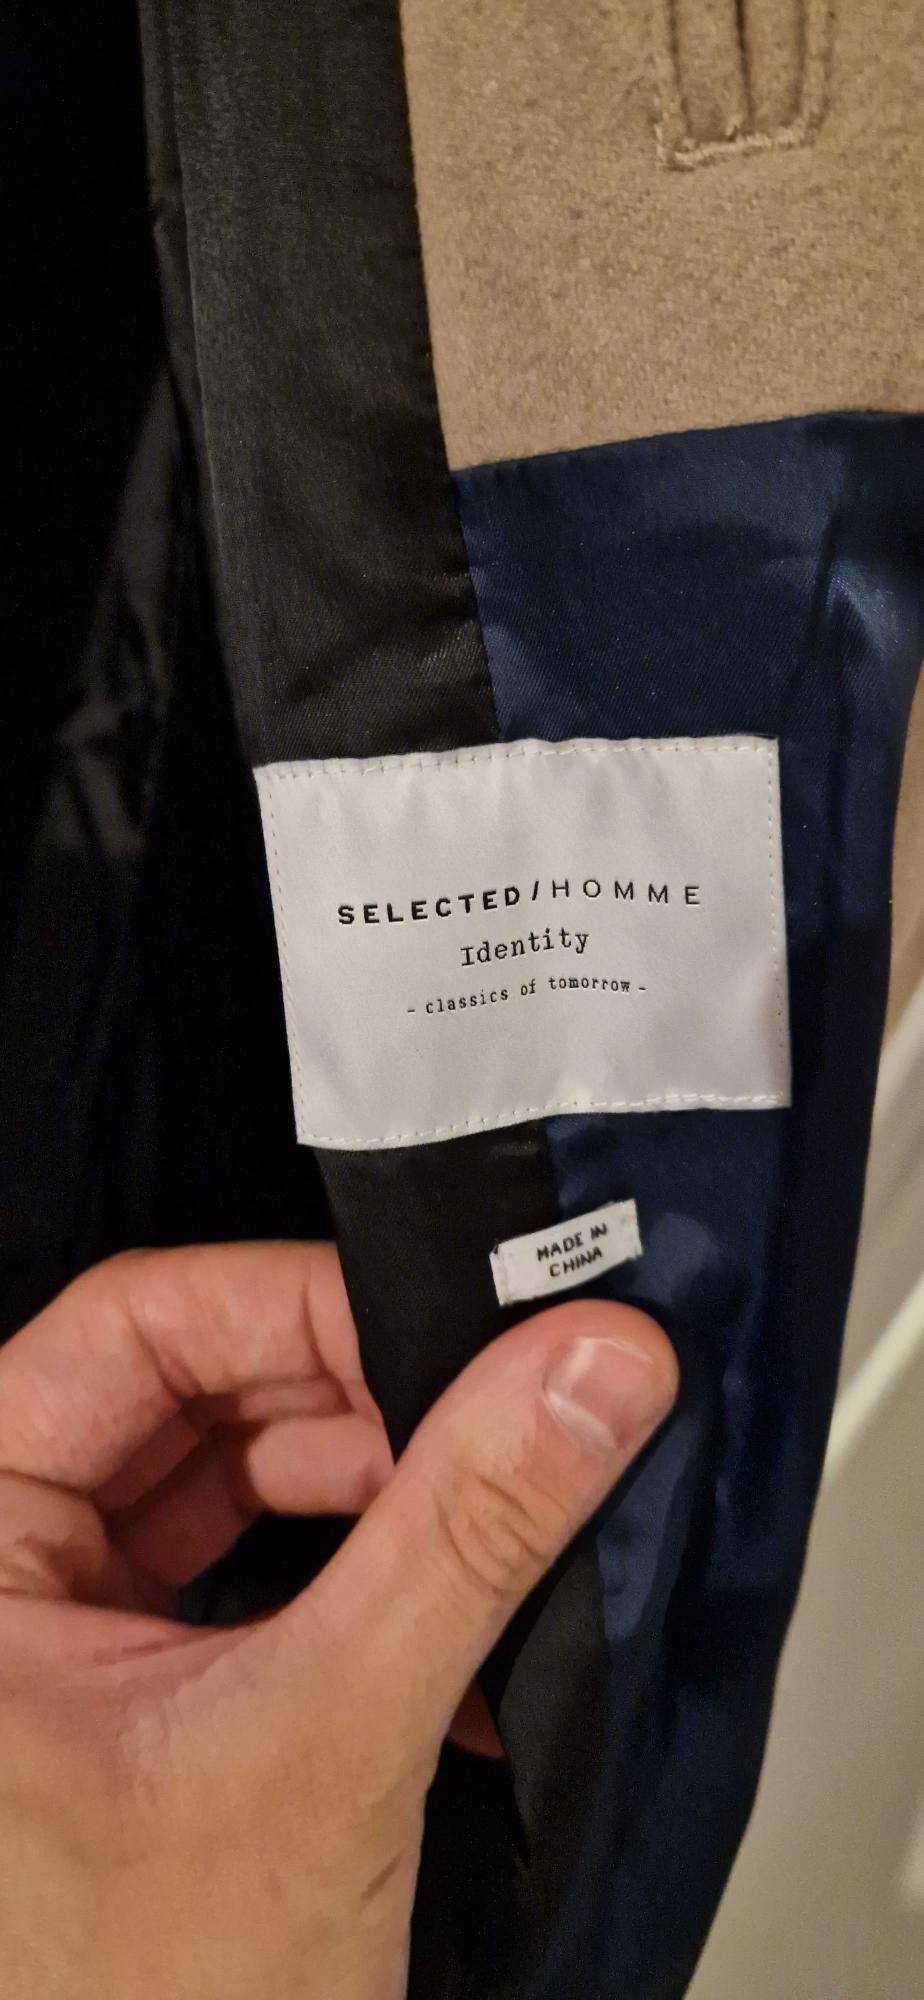 SELECTED/HOMME
Identity
- classics of tomorrow -
MADE IN
CHINA